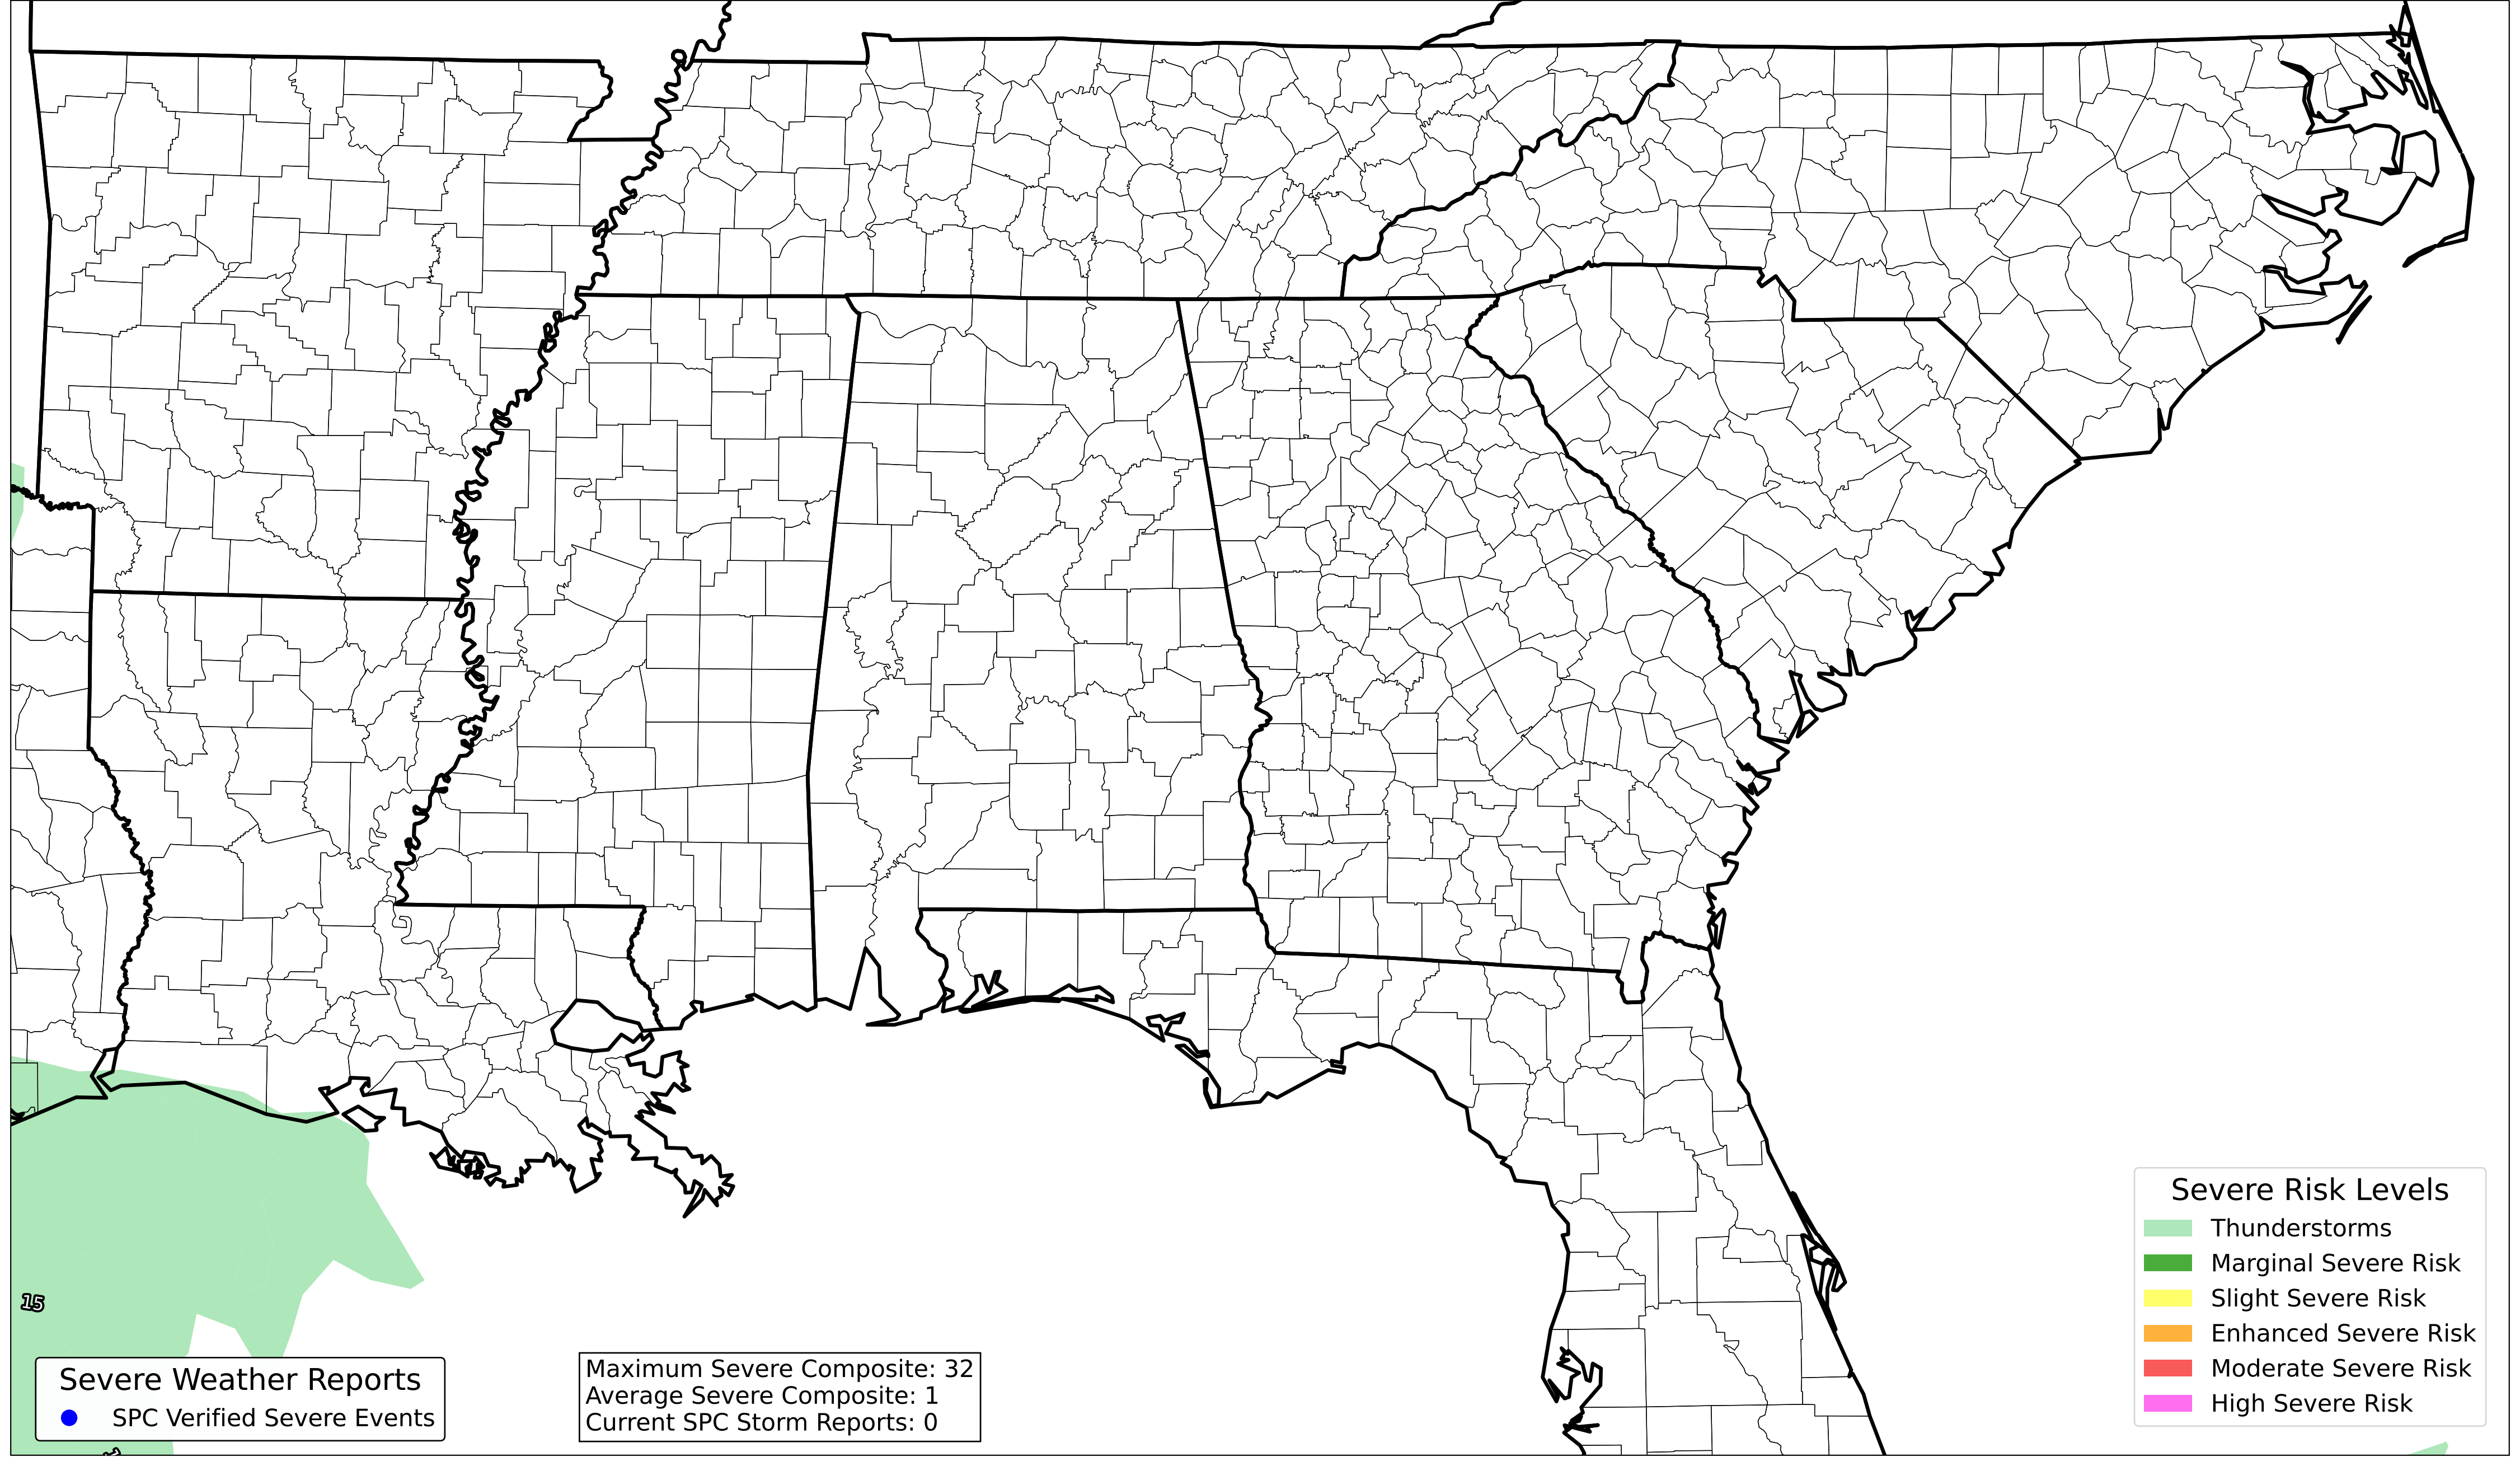 15
Severe Weather Reports
SPC Verified Severe Events
Maximum Severe Composite: 32
Average Severe Composite: 1
Current SPC Storm Reports: 0
Severe Risk Levels
Thunderstorms
Marginal Severe Risk
Slight Severe Risk
Enhanced Severe Risk
Moderate Severe Risk
High Severe Risk